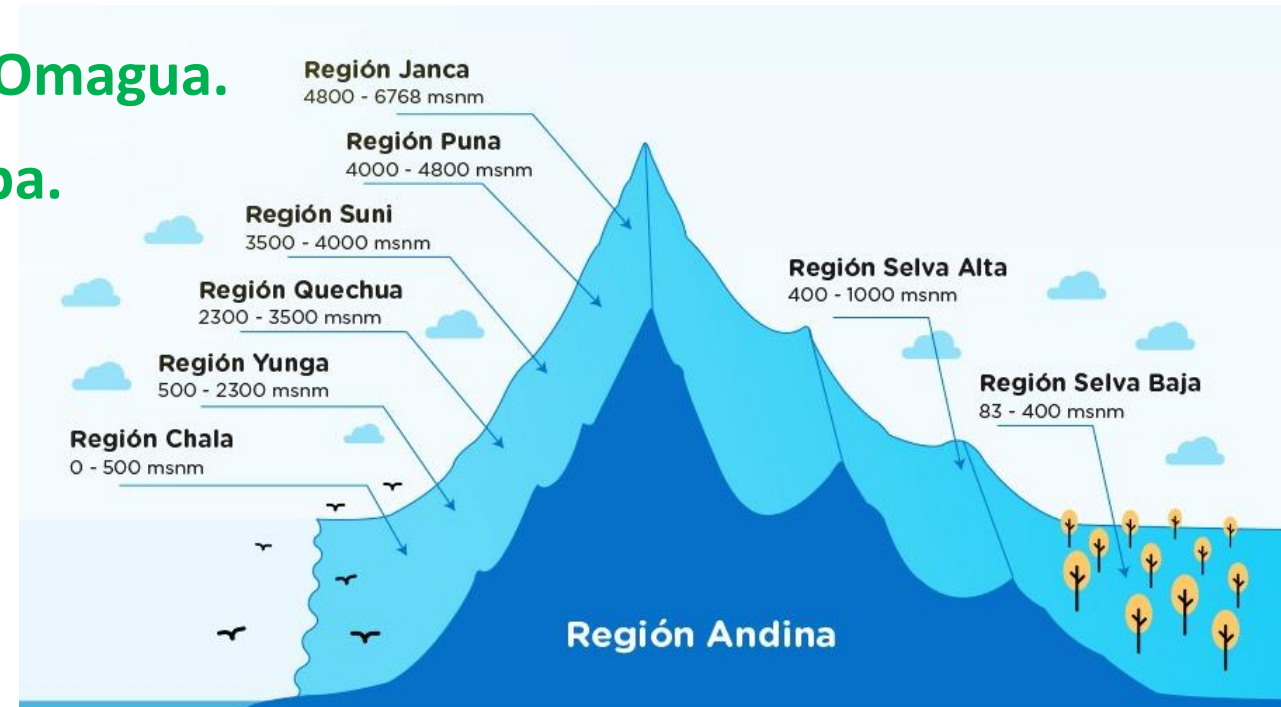 Omagua.
Región Janca
4800 - 6768 msnm
Región Puna
4000 - 4800 msnm
Región Suni
3500 - 4000 msnm
Región Quechua
2300 - 3500 msnm
Región Yunga
500 - 2300 msnm
Región Chala
0 - 500 msnm
Región Selva Alta
400 - 1000 msnm
Región Selva Baja
83 - 400 msnm
Región Andina